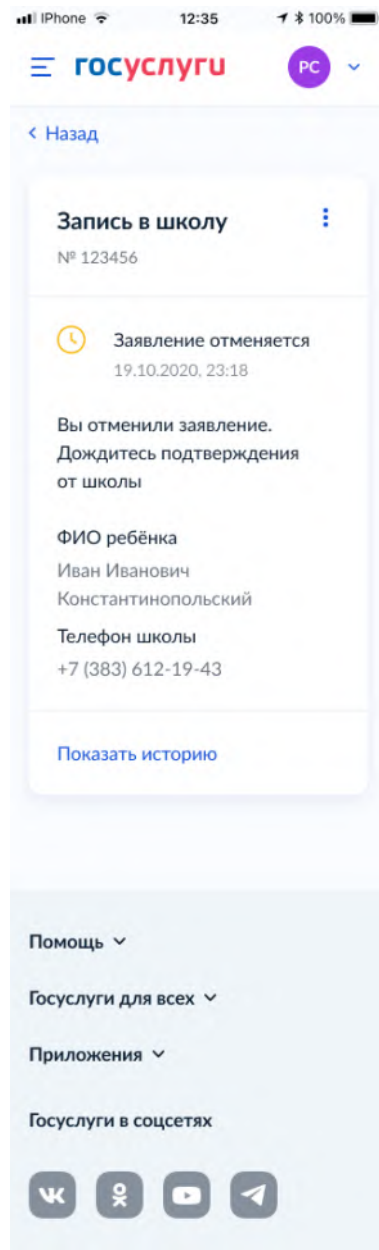 IPhone 12:35 100%
госуслуги РС
Назад
Запись в школу
№ 123456
Заявление отменяется
19.10.2020, 23:18
Вы отменили заявление.
Дождитесь подтверждения
от школы
ФИО ребёнка
Иван Иванович
Константинопольский
Телефон школы
+7 (383) 612-19-43
Показать историю
Помощь
Госуслуги для всех
Приложения
Госуслуги в соцсетях